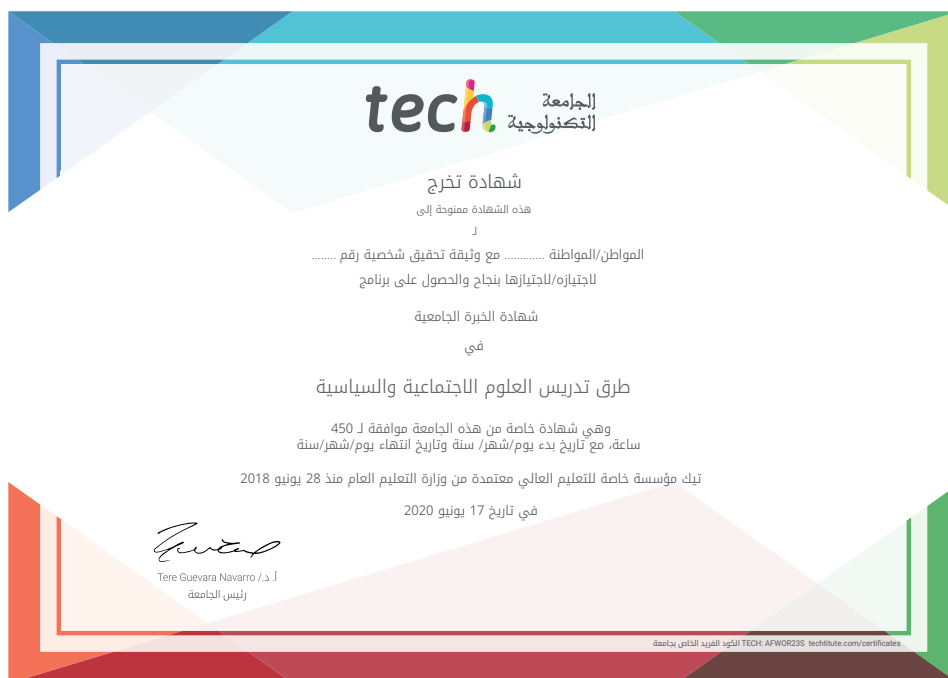 tech
الجامعة
التكنولوجية
شهادة تخرج
هذه الشهادة ممنوحة إلى
لـ
المواطن/المواطنة ............ مع وثيقة تحقيق شخصية رقم ........
لاجتيازه/لاجتيازها بنجاح والحصول على برنامج
شهادة الخبرة الجامعية
في
طرق تدريس العلوم الاجتماعية والسياسية
وهي شهادة خاصة من هذه الجامعة موافقة لـ 450
ساعة، مع تاريخ بدء يوم/شهر/ سنة وتاريخ انتهاء يوم/شهر/سنة
تيك مؤسسة خاصة للتعليم العالي معتمدة من وزارة التعليم العام منذ 28 يونيو 2018
في تاريخ 17 يونيو 2020
أ. د./ Tere Guevara Navarro
رئيس الجامعة
الكود الفريد الخاص بجامعة TECH: AFWOR23S techtitute.com/certificates